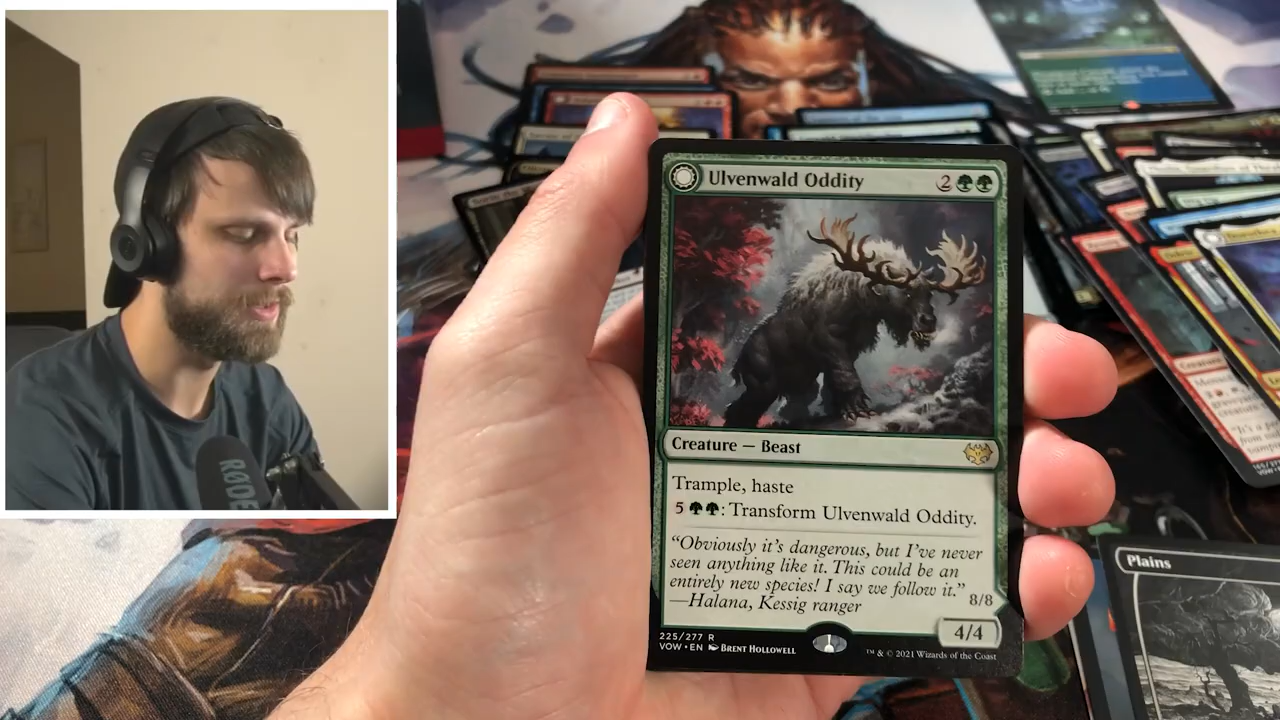 Ulvenwald Oddity 2
Creature — Beast
Trample, haste
5 : Transform Ulvenwald Oddity.
“Obviously it’s dangerous, but I’ve never
seen anything like it. This could be an
entirely new species! I say we follow it.”
—Halana, Kessig ranger
8/8
4/4
225/277 R
VOW • EN Brent Hollowell
™ & © 2021 Wizards of the Coast
RØDE
Plains